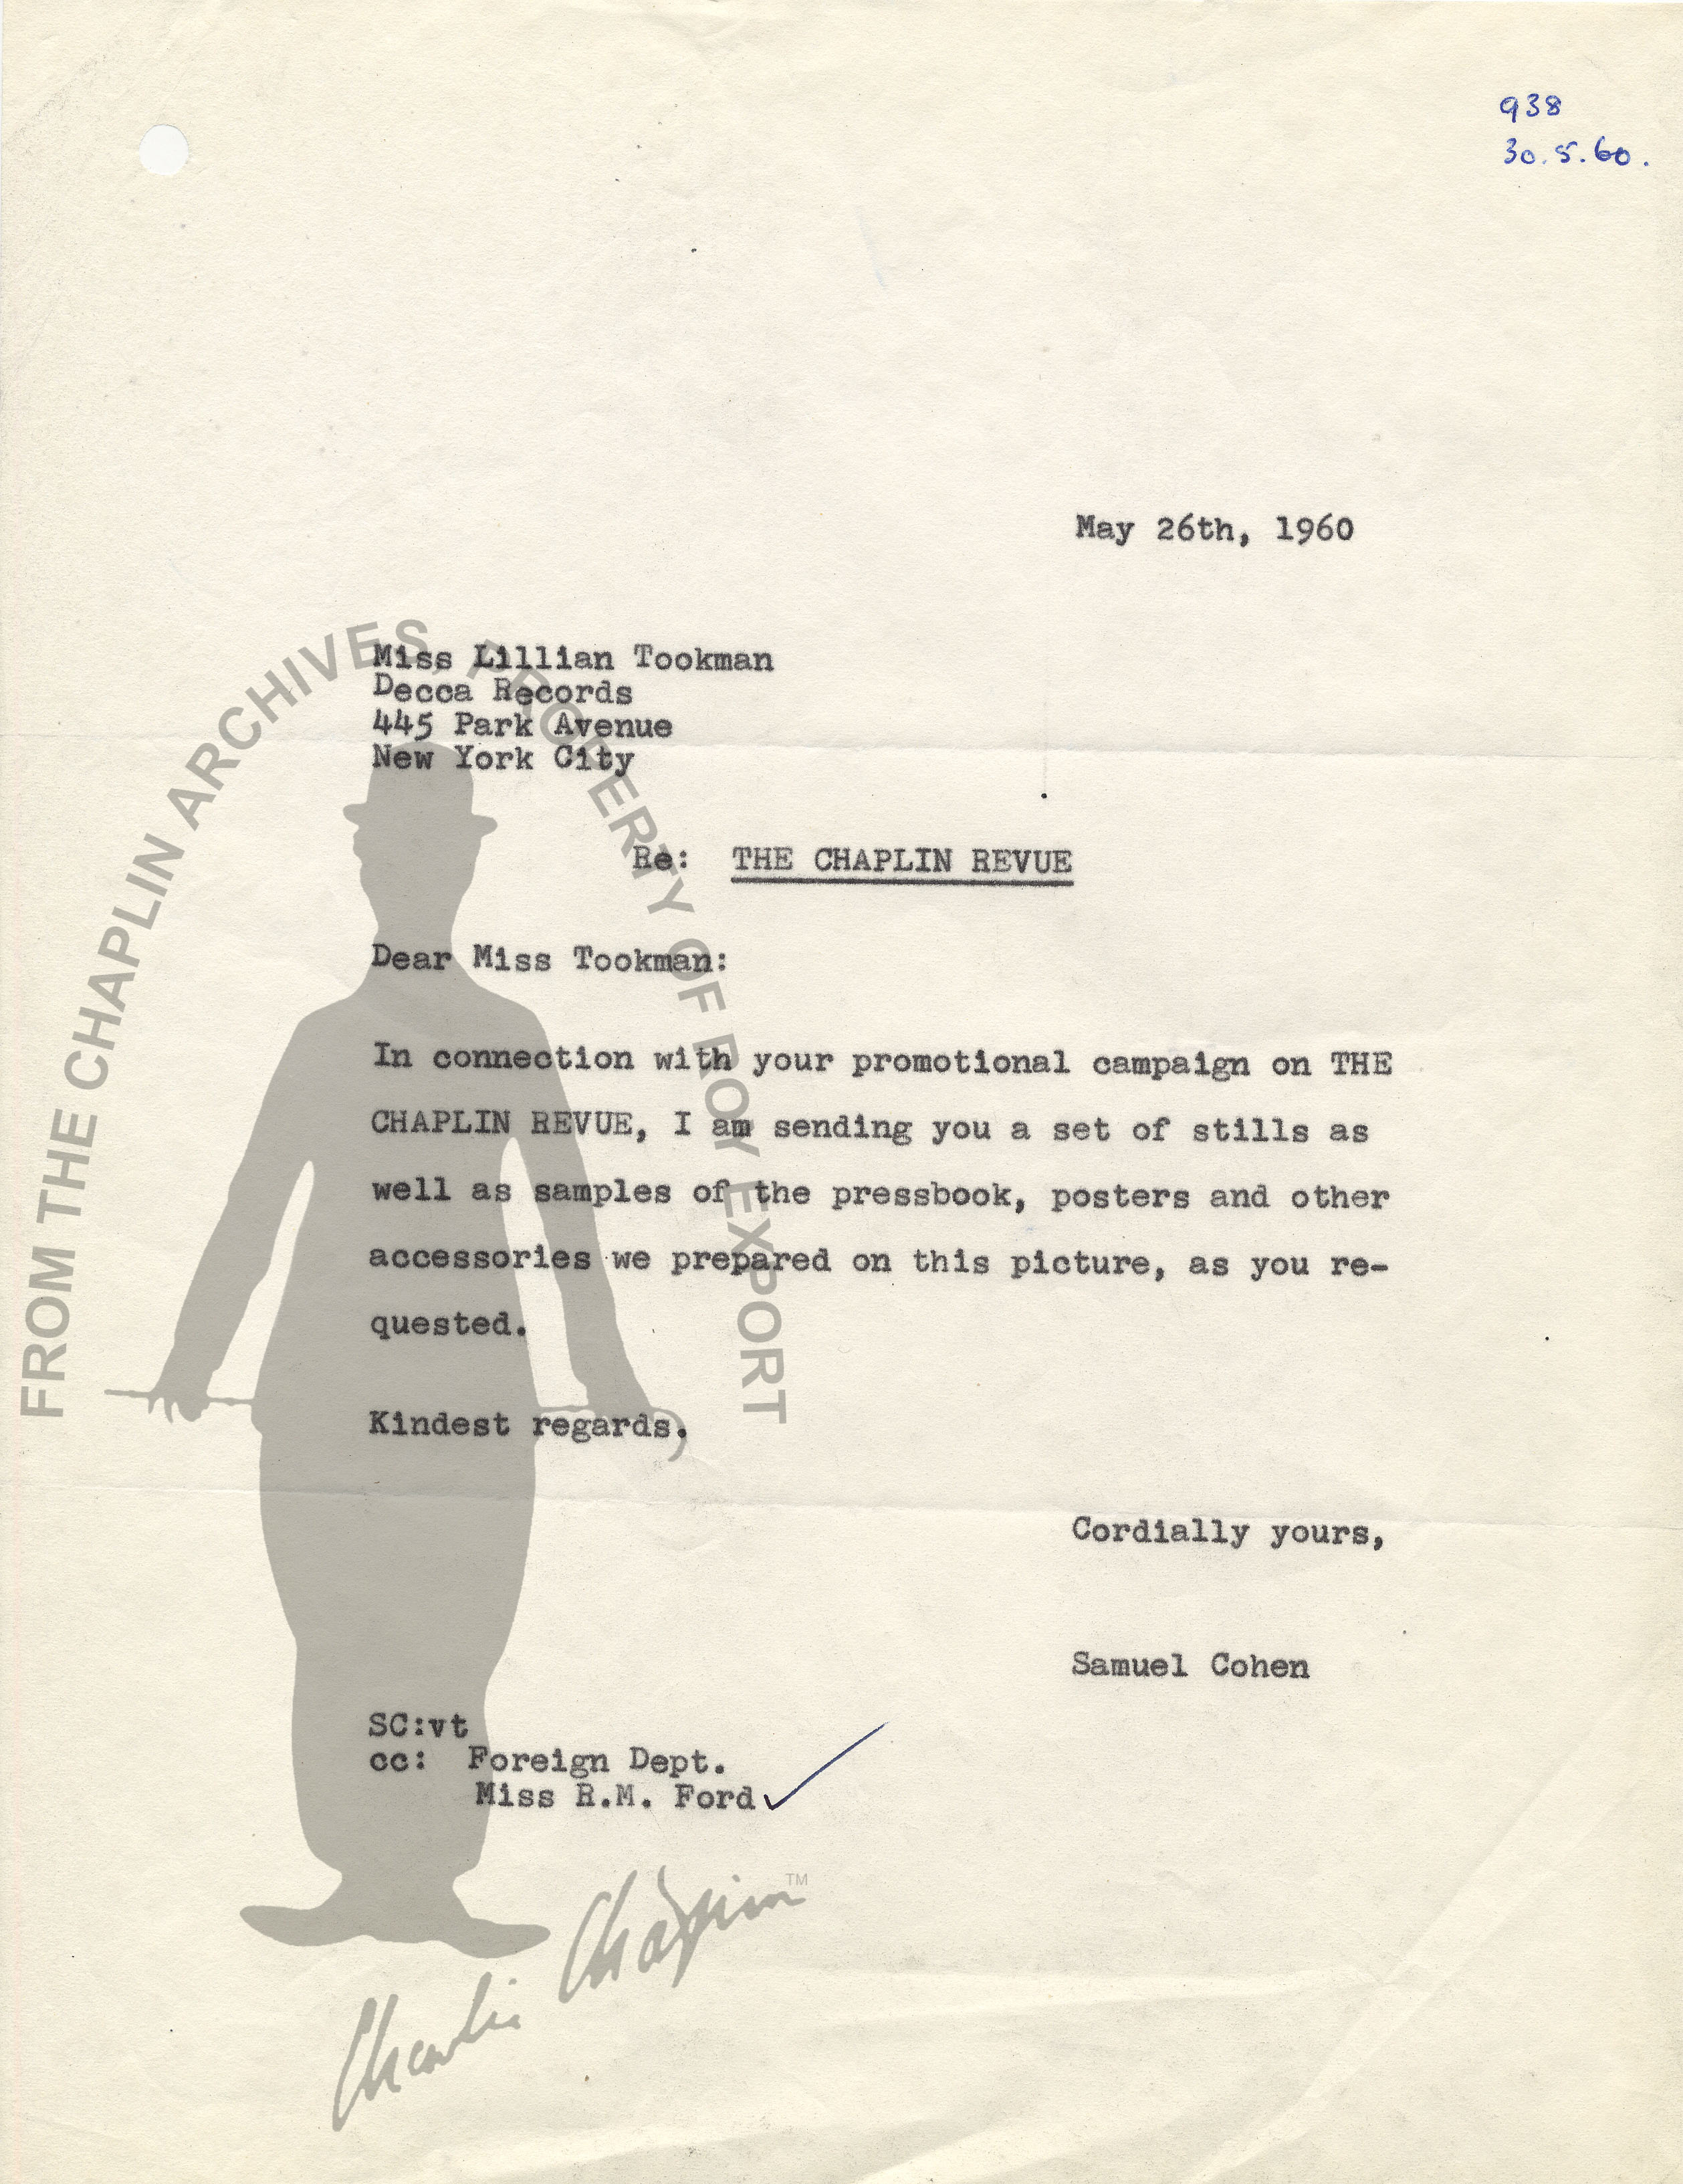 938
30.5.60.
May 26th, 1960
Miss Lillian Tookman
Decca Records
445 Park Avenue
New York City
Re: THE CHAPLIN REVUE
Dear Miss Tookman:
In connection with your promotional campaign on THE
CHAPLIN REVUE, I am sending you a set of stills as
well as samples of the pressbook, posters and other
accessories we prepared on this picture, as you re-
quested.
Kindest regards.
Cordially yours,
Samuel Cohen
SC:vt
cc: Foreign Dept.
Miss R.M. Ford
FROM THE CHAPLIN ARCHIVES, PROPERTY OF ROY EXPORT
Charlie Chaplin TM